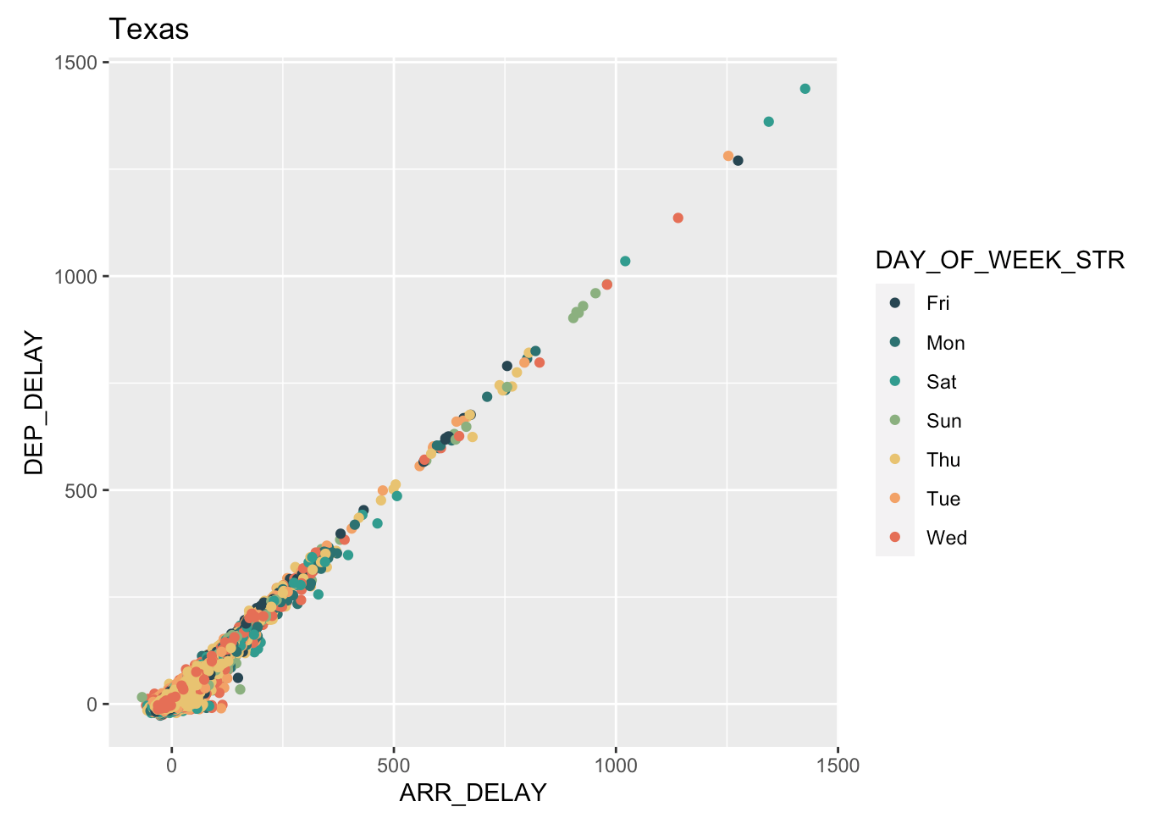 Texas
1500
1000
500
0
DEP_DELAY
0 500 1000 1500
ARR_DELAY
DAY_OF_WEEK_STR
Fri
Mon
Sat
Sun
Thu
Tue
Wed